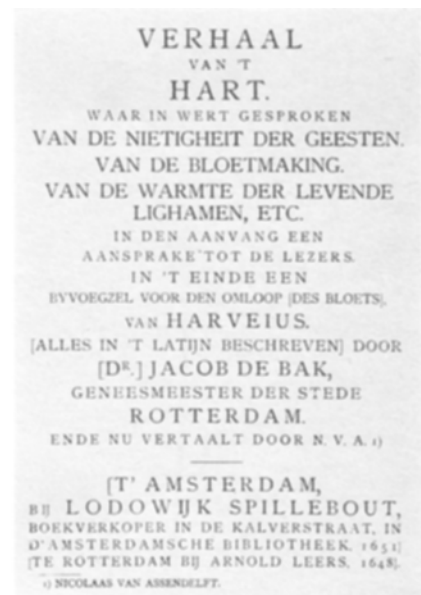 VERHAAL
VAN 'T
HART.
WAAR IN WERT GESPROKEN
VAN DE NIETIGHEIT DER GEESTEN.
VAN DE BLOETMAKING.
VAN DE WARMTE DER LEVENDE
LIGHAMEN, ETC.
IN DEN AANVANG EEN
AANSPRAKE TOT DE LEZERS.
IN 'T EINDE EEN
BYVOEGZEL VOOR DEN OMLOOP [DES BLOETS].
VAN HARVEIUS.
[ALLES IN 'T LATIJN BESCHREVEN] DOOR
[DR.] JACOB DE BAK,
GENEESMEESTER DER STEDE
ROTTERDAM.
ENDE NU VERTAALT DOOR N. V. A. 1)
[T' AMSTERDAM,
BIJ LODOWIJK SPILLEBOUT,
BOEKVERKOPER IN DE KALVERSTRAAT, IN
D'AMSTERDAMSCHE BIBLIOTHEEK, 1651]
[TE ROTTERDAM BIJ ARNOLD LEERS, 1648].
1) NICOLAAS VAN ASSENDELFT.